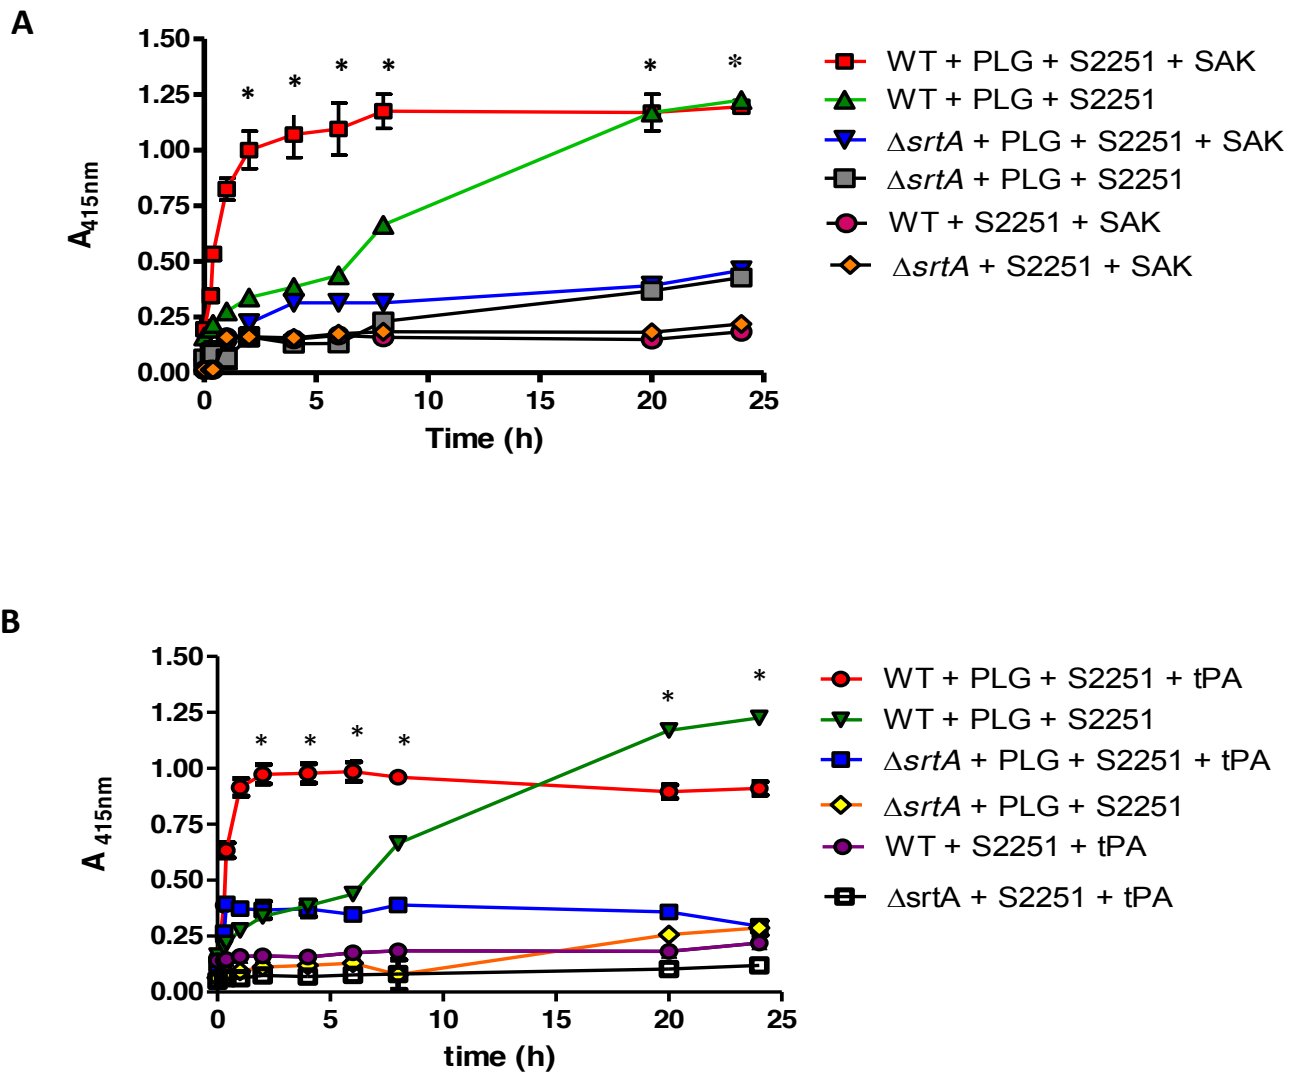 A
1.50
1.25
1.00
0.75
0.50
0.25
0.00
A415nm
* * * * * *
0 5 10 15 20 25
Time (h)
WT + PLG + S2251 + SAK
WT + PLG + S2251
ΔsrtA + PLG + S2251 + SAK
ΔsrtA + PLG + S2251
WT + S2251 + SAK
ΔsrtA + S2251 + SAK
B
1.50
1.25
1.00
0.75
0.50
0.25
0.00
A 415nm
* * * * * *
0 5 10 15 20 25
time (h)
WT + PLG + S2251 + tPA
WT + PLG + S2251
ΔsrtA + PLG + S2251 + tPA
ΔsrtA + PLG + S2251
WT + S2251 + tPA
ΔsrtA + S2251 + tPA